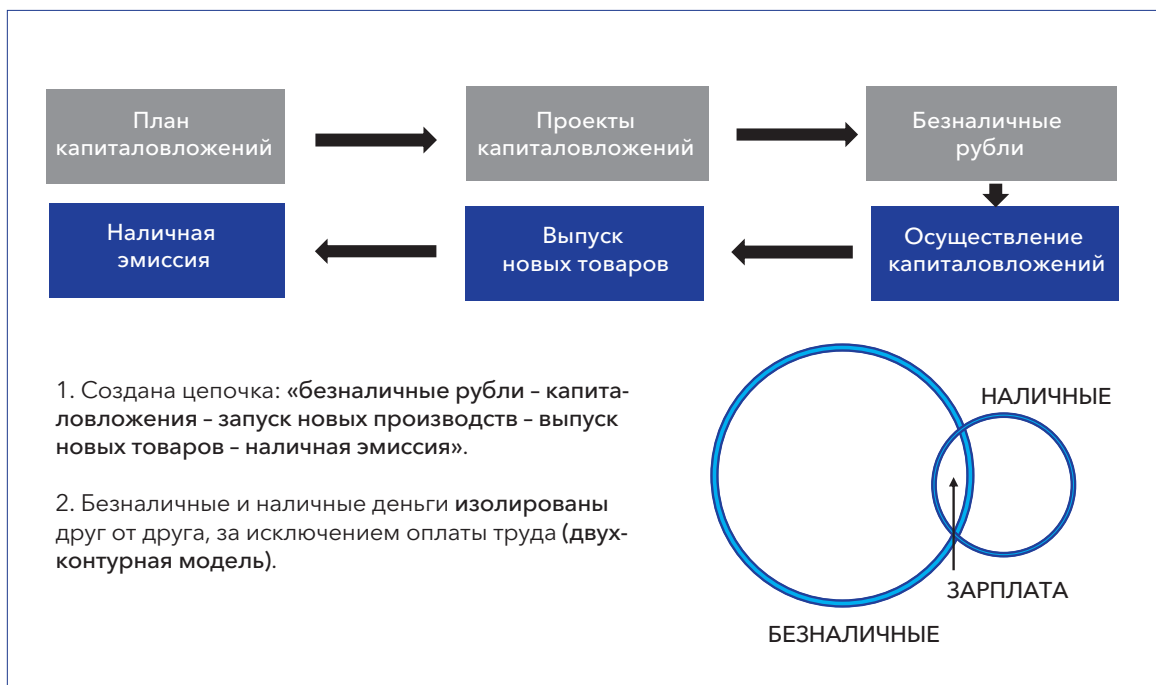 План
капиталовложений
Проекты
капиталовложений
Безналичные
рубли
Наличная
эмиссия
Выпуск
новых товаров
Осуществление
капиталовложений
1. Создана цепочка: «безналичные рубли – капита-
ловложения – запуск новых производств – выпуск
новых товаров – наличная эмиссия».
2. Безналичные и наличные деньги изолированы
друг от друга, за исключением оплаты труда (двух-
контурная модель).
НАЛИЧНЫЕ
ЗАРПЛАТА
БЕЗНАЛИЧНЫЕ